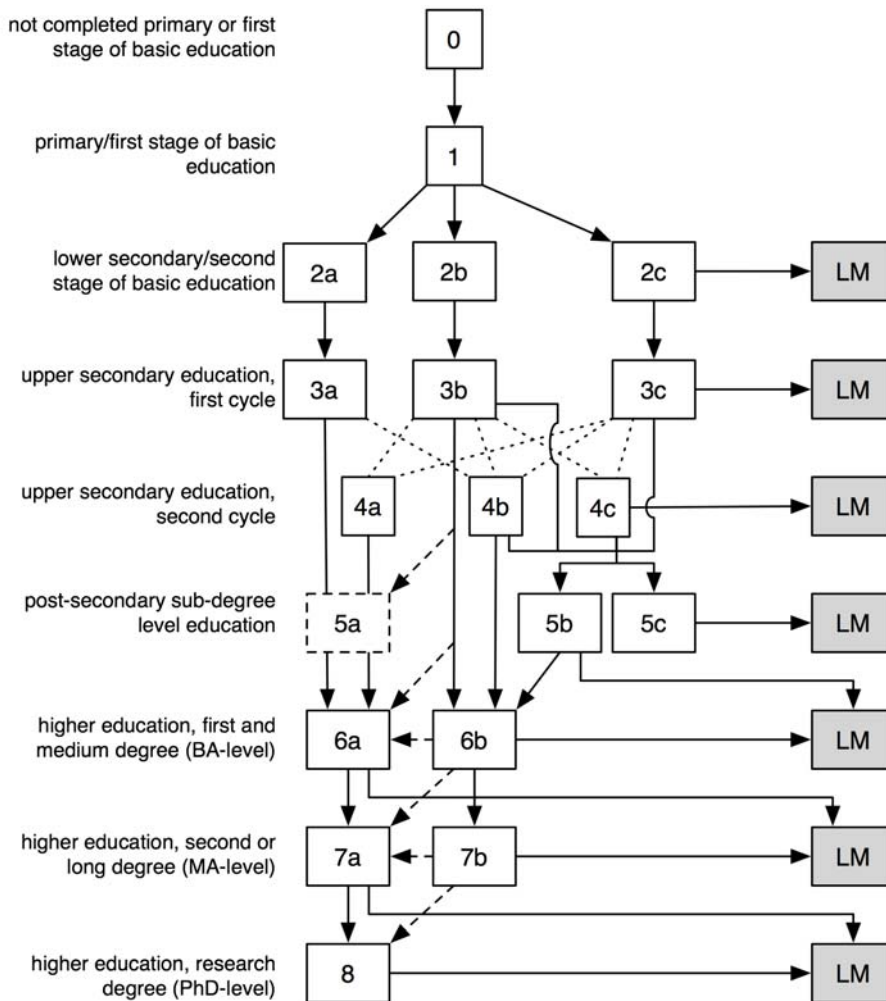 not completed primary or first
stage of basic education
0
primary/first stage of basic
education
1
lower secondary/second
stage of basic education
2a
2b
2c
LM
upper secondary education,
first cycle
3a
3b
3c
LM
upper secondary education,
second cycle
4a
4b
4c
LM
post-secondary sub-degree
level education
5a
5b
5c
LM
higher education, first and
medium degree (BA-level)
6a
6b
LM
higher education, second or
long degree (MA-level)
7a
7b
LM
higher education, research
degree (PhD-level)
8
LM